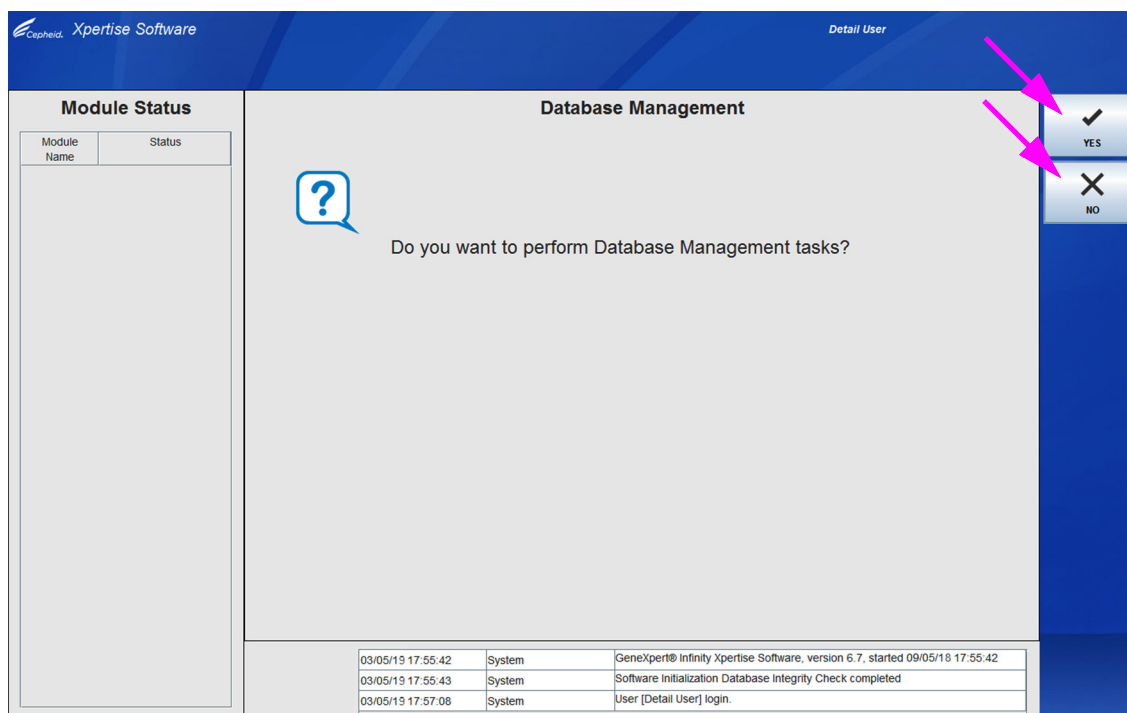 Cepheid. Xpertise Software
Detail User
Module Status
Module Name
Status
Database Management
YES
NO
?
Do you want to perform Database Management tasks?
03/05/19 17:55:42 System GeneXpert® Infinity Xpertise Software, version 6.7, started 09/05/18 17:55:42
03/05/19 17:55:43 System Software Initialization Database Integrity Check completed
03/05/19 17:57:08 System User [Detail User] login.